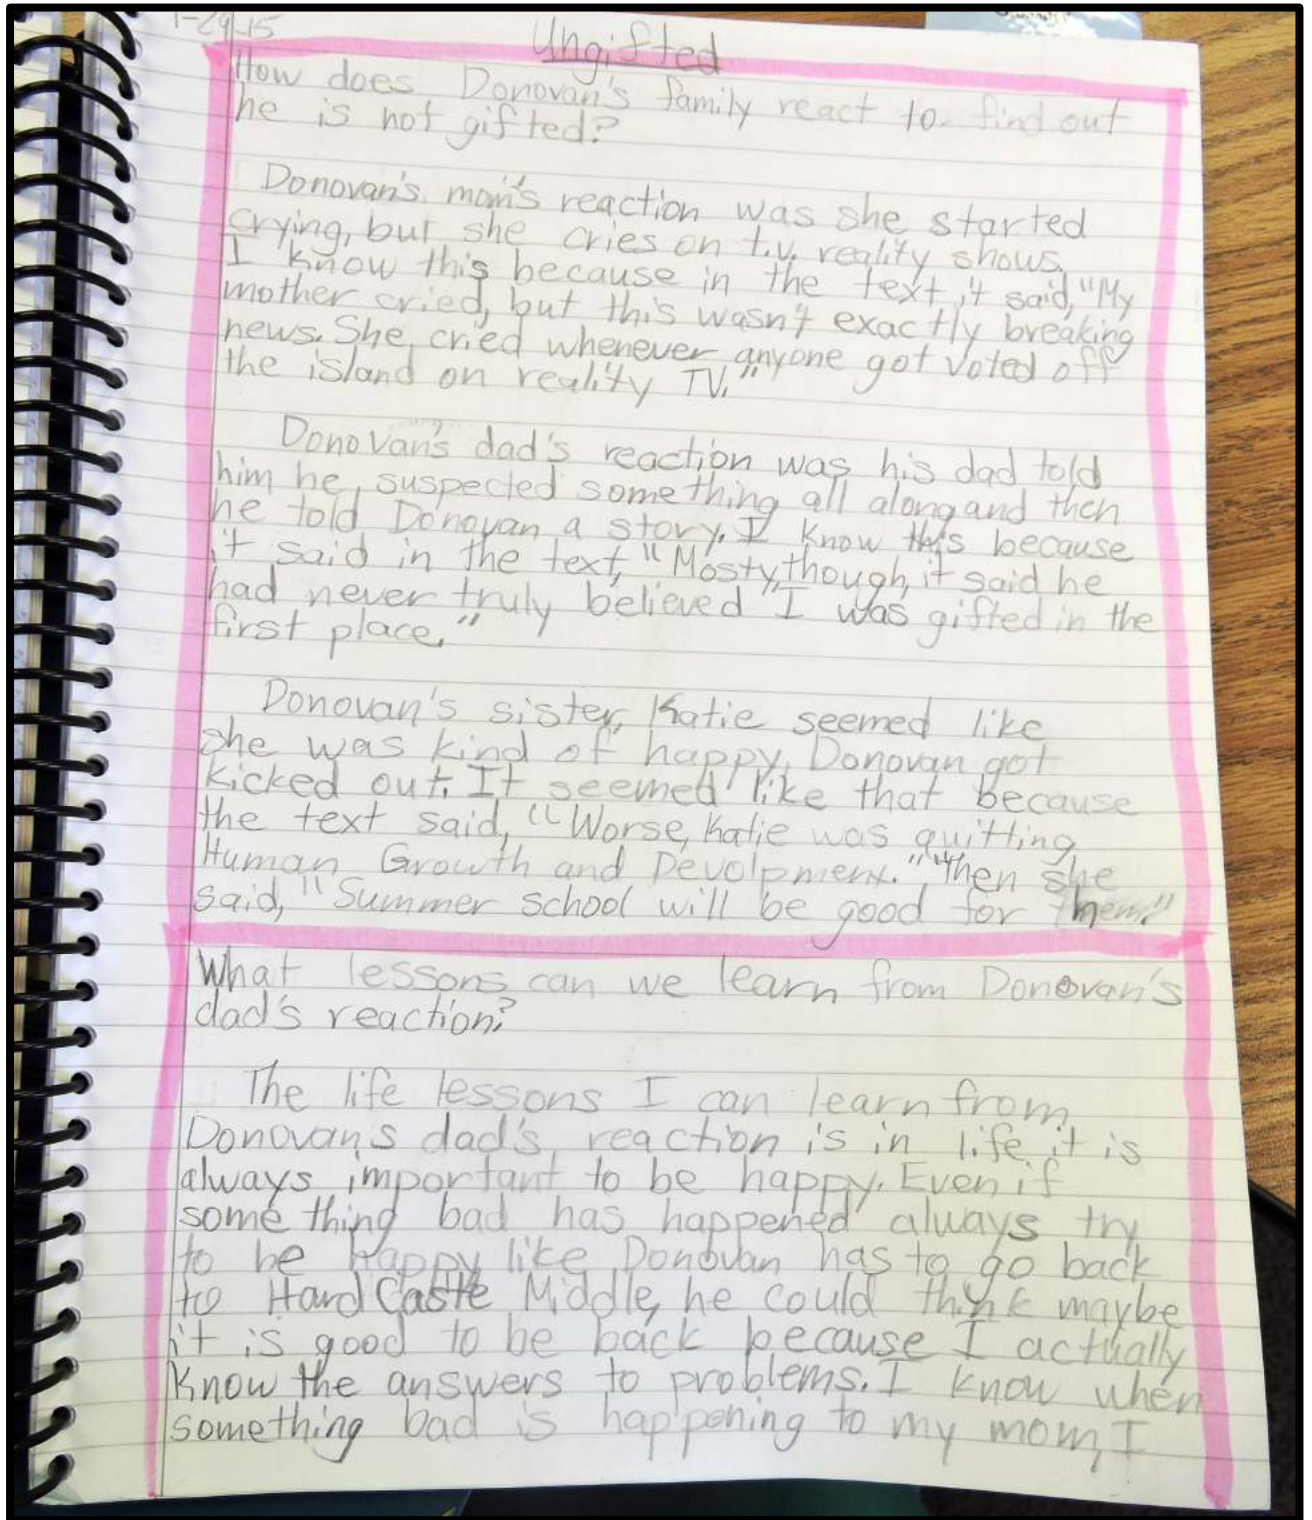 1-29-15
Ungifted
How does Donovan's family react to find out
he is not gifted?
Donovan's mom's reaction was she started
crying, but she cries on t.v. reality shows.
I know this because in the text it said, "My
mother cried, but this wasn't exactly breaking
news. She cried whenever anyone got voted off
the island on reality TV."
Donovan's dad's reaction was his dad told
him he suspected something all along and then
he told Donovan a story. I know this because
it said in the text, "Mosty, though, it said he
had never truly believed I was gifted in the
first place."
Donovan's sister, Katie seemed like
she was kind of happy, Donovan got
kicked out. It seemed like that because
the text said, "Worse, Katie was quitting
Human Growth and Devolpment." Then she
said, "Summer school will be good for them."
What lessons can we learn from Donovan's
dad's reaction?
The life lessons I can learn from
Donovan's dad's reaction is in life it is
always important to be happy. Even if
some thing bad has happened always try
to be happy like Donovan has to go back
to Hard Castle Middle, he could think maybe
it is good to be back because I actually
know the answers to problems. I know when
something bad is happening to my mom, I